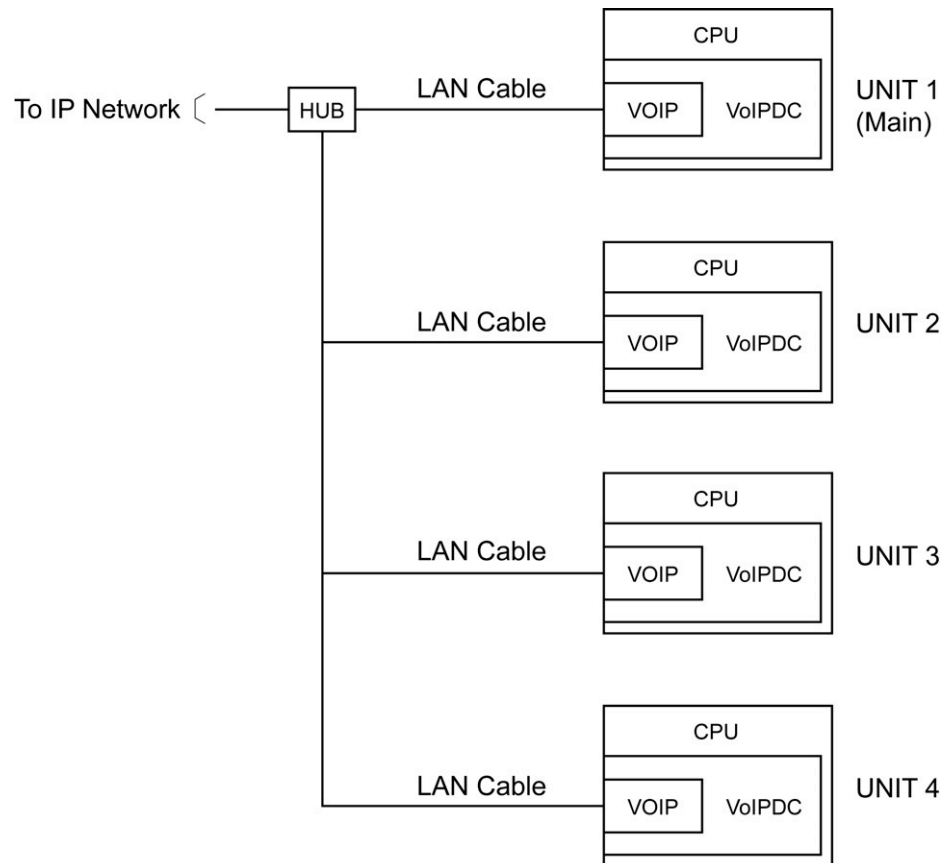 CPU
LAN Cable
To IP Network
HUB
VOIP
VoIPDC
UNIT 1
(Main)
CPU
LAN Cable
VOIP
VoIPDC
UNIT 2
CPU
LAN Cable
VOIP
VoIPDC
UNIT 3
CPU
LAN Cable
VOIP
VoIPDC
UNIT 4